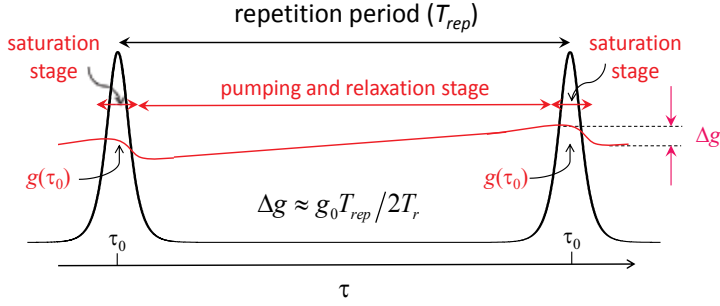 repetition period (T_rep)
saturation
stage
saturation
stage
pumping and relaxation stage
Δg
g(τ₀)
g(τ₀)
Δg ≈ g₀T_rep/2T_r
τ₀
τ₀
τ